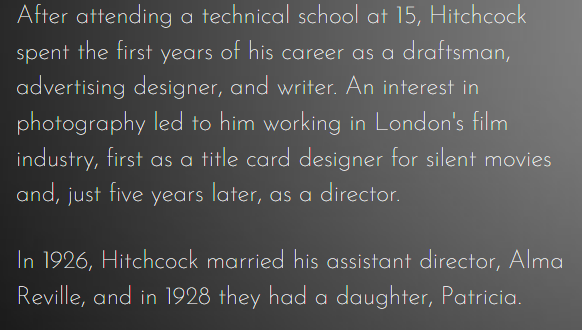 After attending a technical school at 15, Hitchcock
spent the first years of his career as a draftsman,
advertising designer, and writer. An interest in
photography led to him working in London's film
industry, first as a title card designer for silent movies
and, just five years later, as a director.
In 1926, Hitchcock married his assistant director, Alma
Reville, and in 1928 they had a daughter, Patricia.